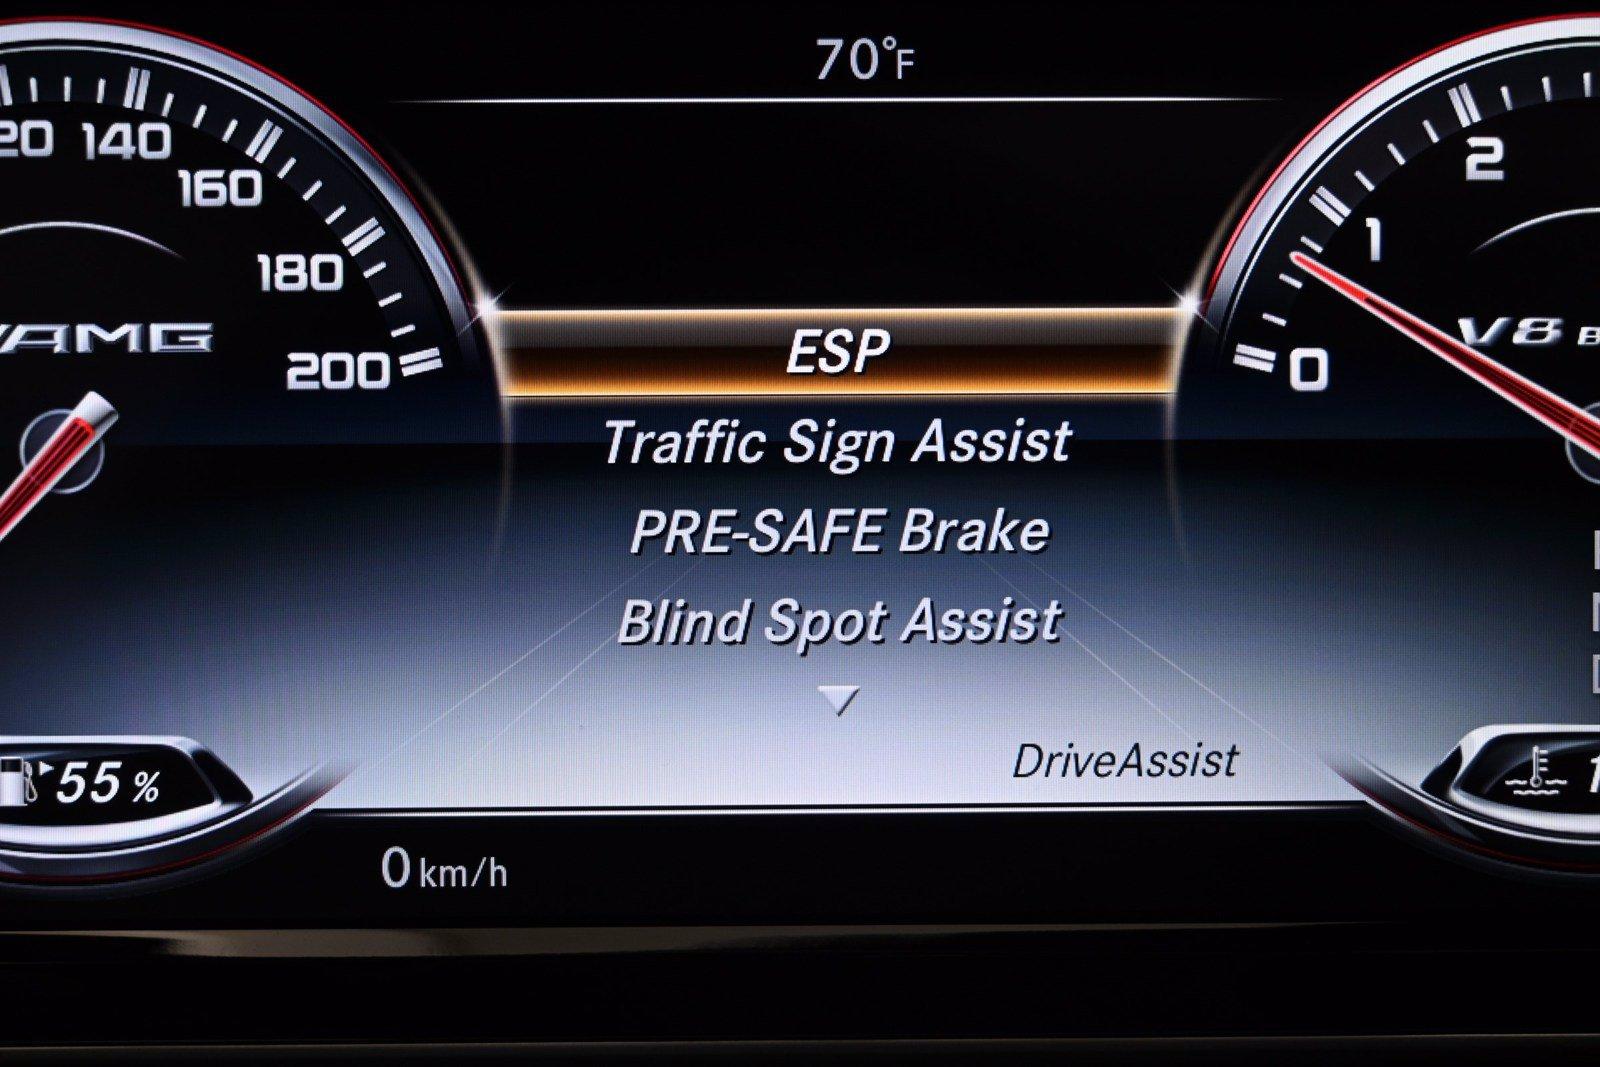 70°F
140
160
180
200
AMG
2
1
0
V8
ESP
Traffic Sign Assist
PRE-SAFE Brake
Blind Spot Assist
DriveAssist
55 %
0 km/h